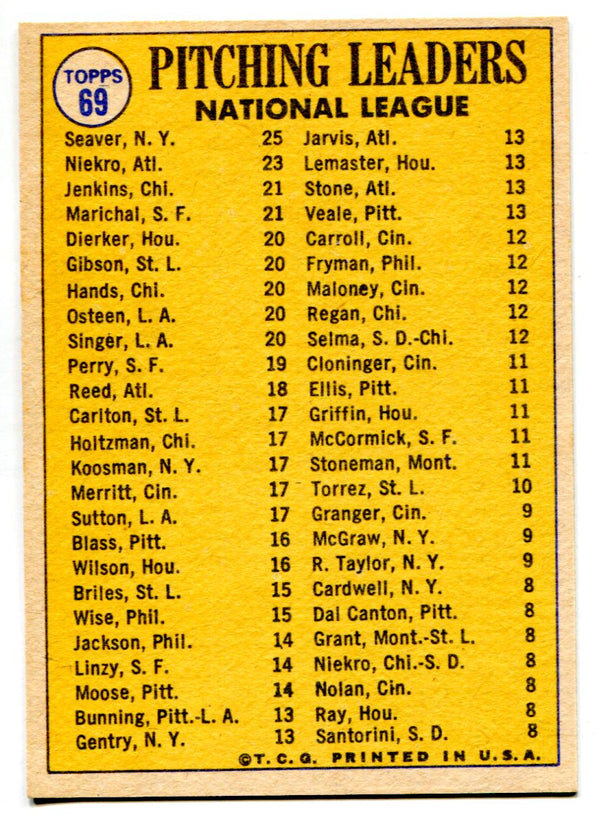 TOPPS
69
PITCHING LEADERS
NATIONAL LEAGUE
Seaver, N. Y. 25
Niekro, Atl. 23
Jenkins, Chi. 21
Marichal, S. F. 21
Dierker, Hou. 20
Gibson, St. L. 20
Hands, Chi. 20
Osteen, L. A. 20
Singer, L. A. 20
Perry, S. F. 19
Reed, Atl. 18
Carlton, St. L. 17
Holtzman, Chi. 17
Koosman, N. Y. 17
Merritt, Cin. 17
Sutton, L. A. 17
Blass, Pitt. 16
Wilson, Hou. 16
Briles, St. L. 15
Wise, Phil. 15
Jackson, Phil. 14
Linzy, S. F. 14
Moose, Pitt. 14
Bunning, Pitt.-L. A. 13
Gentry, N. Y. 13
Jarvis, Atl. 13
Lemaster, Hou. 13
Stone, Atl. 13
Veale, Pitt. 13
Carroll, Cin. 12
Fryman, Phil. 12
Maloney, Cin. 12
Regan, Chi. 12
Selma, S. D.-Chi. 12
Cloninger, Cin. 11
Ellis, Pitt. 11
Griffin, Hou. 11
McCormick, S. F. 11
Stoneman, Mont. 11
Torrez, St. L. 10
Granger, Cin. 9
McGraw, N. Y. 9
R. Taylor, N. Y. 9
Cardwell, N. Y. 8
Dal Canton, Pitt. 8
Grant, Mont.-St. L. 8
Niekro, Chi.-S. D. 8
Nolan, Cin. 8
Ray, Hou. 8
Santorini, S. D. 8
©T. C. G. PRINTED IN U.S.A.